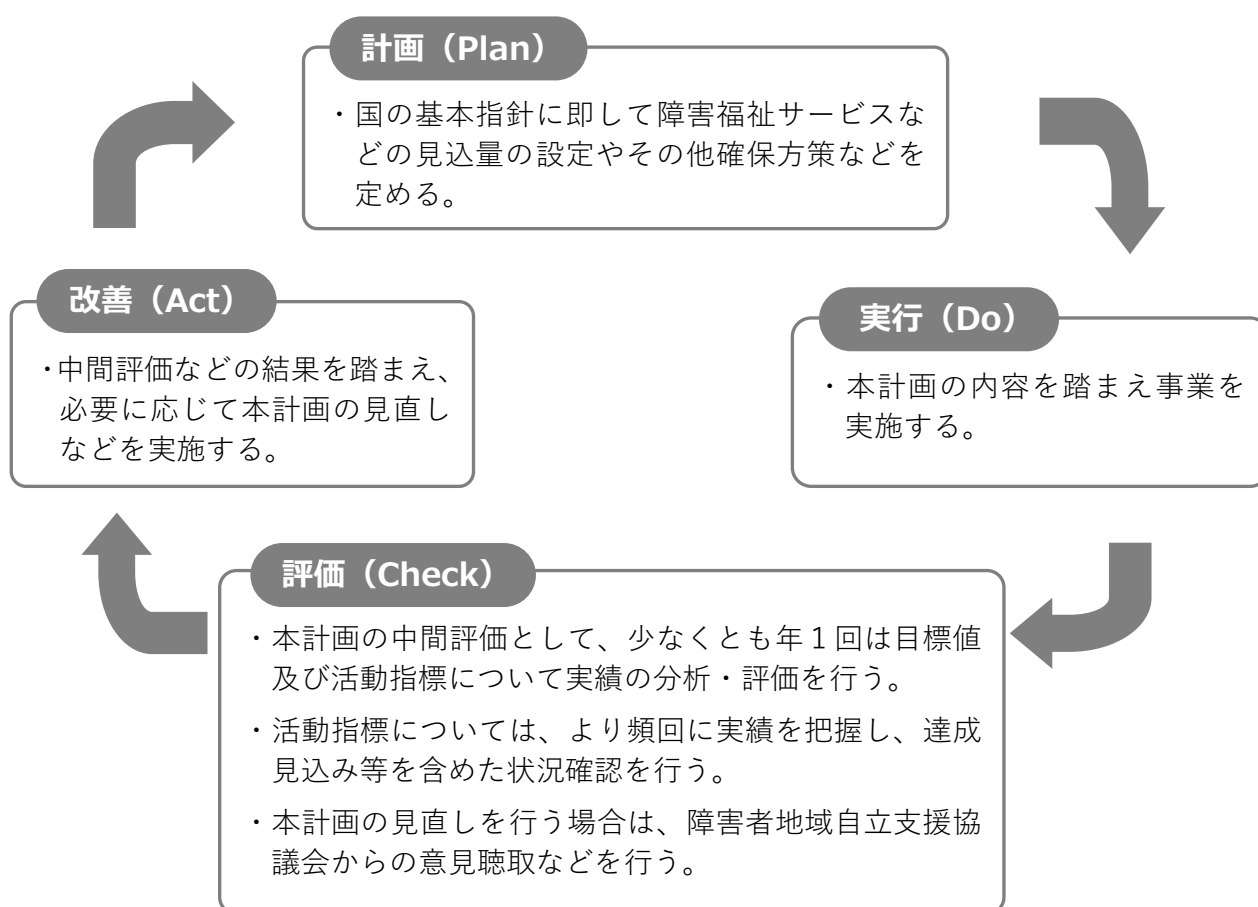 計画（Plan）
・国の基本指針に即して障害福祉サービスな
どの見込量の設定やその他確保方策などを
定める。
改善（Act）
・中間評価などの結果を踏まえ、
必要に応じて本計画の見直し
などを実施する。
実行（Do）
・本計画の内容を踏まえ事業を
実施する。
評価（Check）
・本計画の中間評価として、少なくとも年１回は目標値
及び活動指標について実績の分析・評価を行う。
・活動指標については、より頻回に実績を把握し、達成
見込み等を含めた状況確認を行う。
・本計画の見直しを行う場合は、障害者地域自立支援協
議会からの意見聴取などを行う。